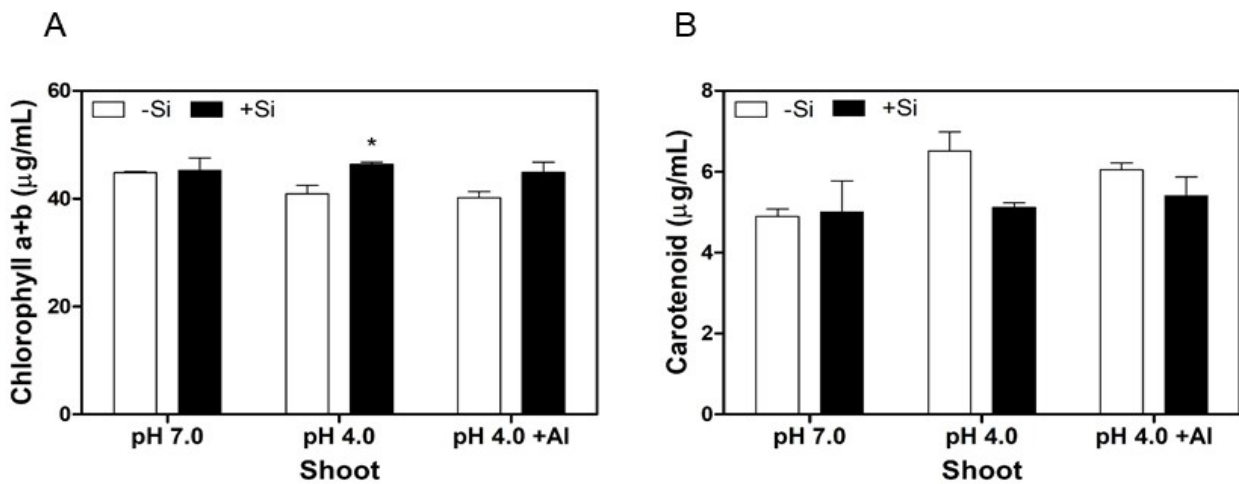 A
Chlorophyll a+b (μg/mL)
60
40
20
0
-Si
+Si
*
pH 7.0
pH 4.0
pH 4.0 +Al
Shoot
B
Carotenoid (μg/mL)
8
6
4
2
0
-Si
+Si
pH 7.0
pH 4.0
pH 4.0 +Al
Shoot